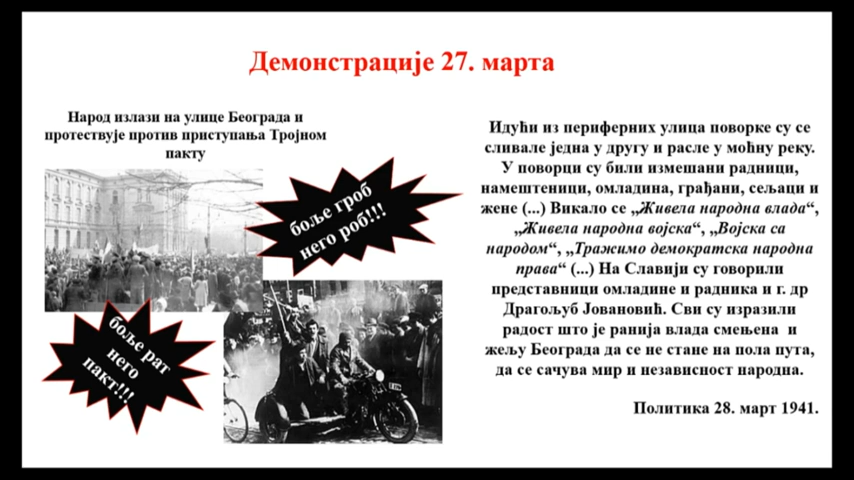 Демонстрације 27. марта
Народ излази на улице Београда и
протествује против приступања Тројном
пакту
боље гроб
него роб!!!
боље рат
него
пакт!!!
Идући из периферних улица поворке су се
сливале једна у другу и расле у моћну реку.
У поворци су били измешани радници,
намештеници, омладина, грађани, сељаци и
жене (...) Викало се „Живела народна влада“,
„Живела народна војска“, „Војска са
народом“, „Тражимо демократска народна
права“ (...) На Славији су говорили
представници омладине и радника и г. др
Драгољуб Јовановић. Сви су изразили
радост што је ранија влада смењена и
жељу Београда да се не стане на пола пута,
да се сачува мир и независност народна.
Политика 28. март 1941.